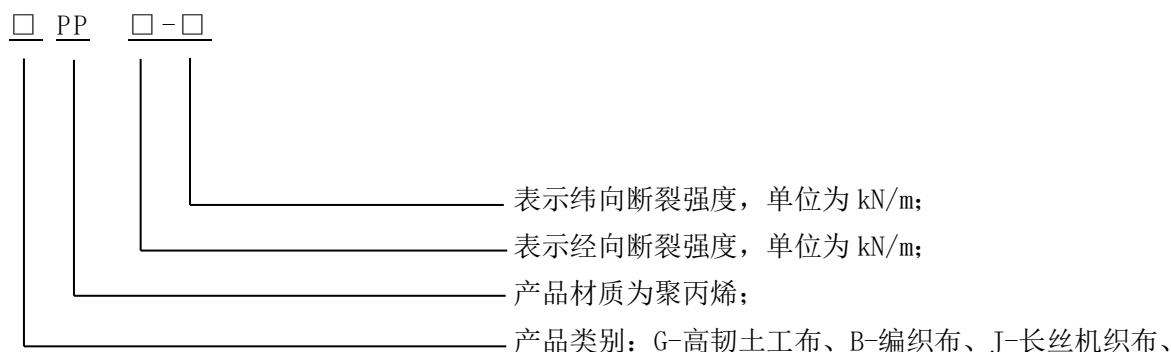 □ PP □-□
表示纬向断裂强度，单位为 kN/m；
表示经向断裂强度，单位为 kN/m；
产品材质为聚丙烯；
产品类别：G-高韧土工布、B-编织布、J-长丝机织布、